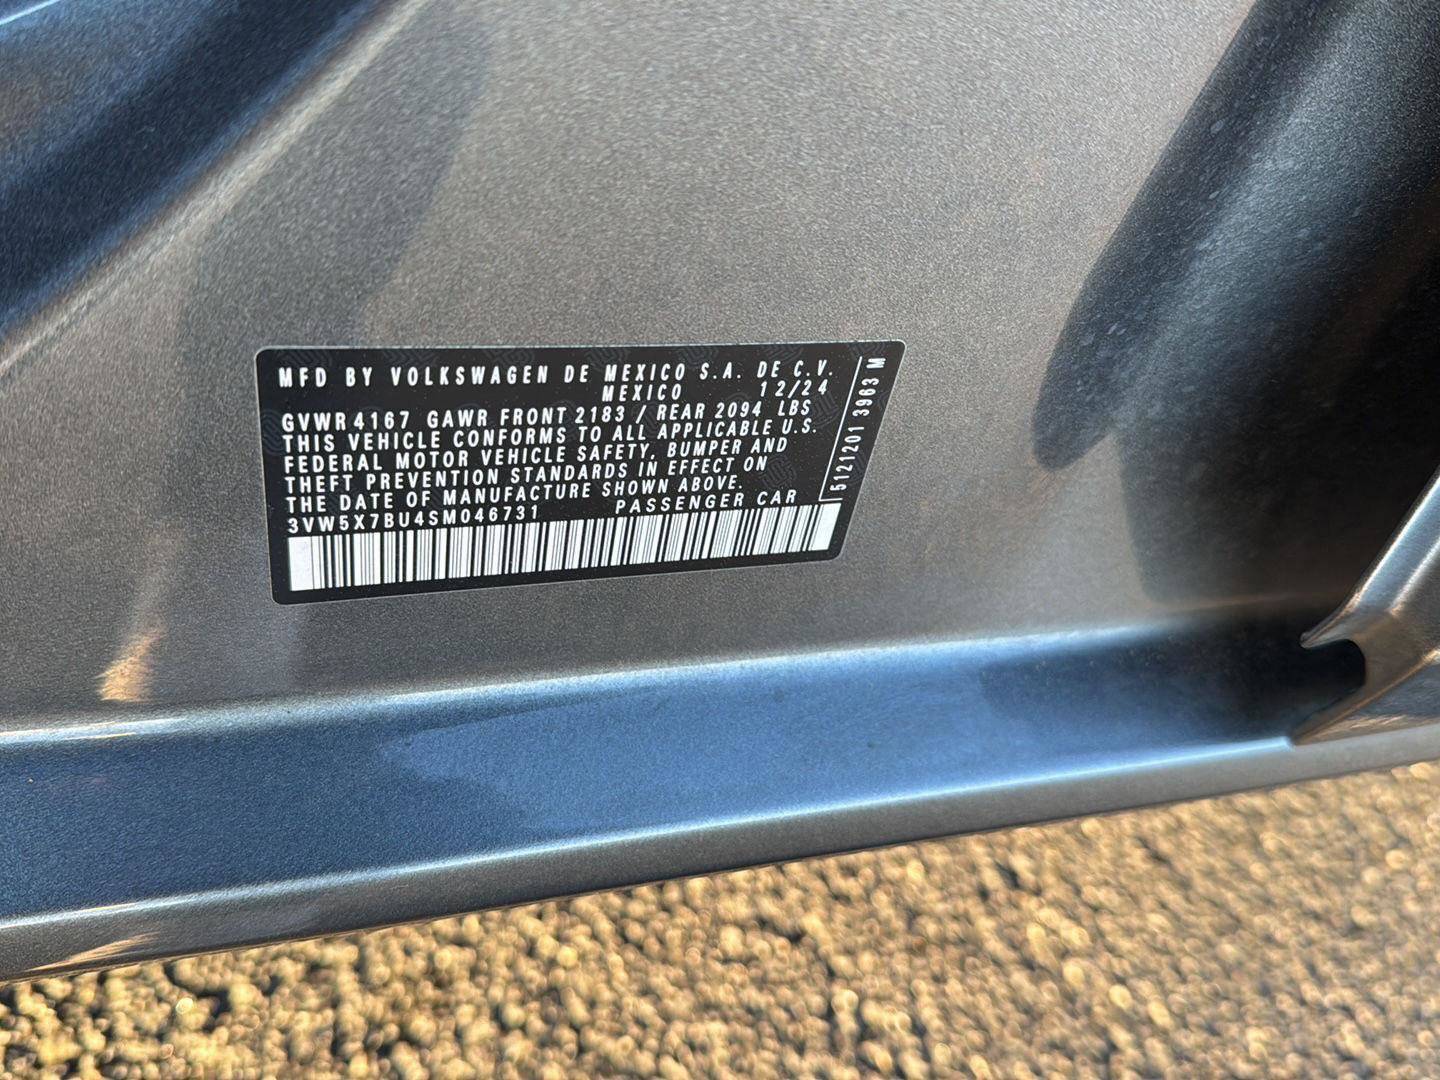 MFD BY VOLKSWAGEN DE MEXICO S.A. DE C.V.
MEXICO 12/24
GVWR 4167 GAWR FRONT 2183 / REAR 2094 LBS
THIS VEHICLE CONFORMS TO ALL APPLICABLE U.S.
FEDERAL MOTOR VEHICLE SAFETY, BUMPER AND
THEFT PREVENTION STANDARDS IN EFFECT ON
THE DATE OF MANUFACTURE SHOWN ABOVE.
3VW5X7BU4SM046731 PASSENGER CAR
5121201 3963 M